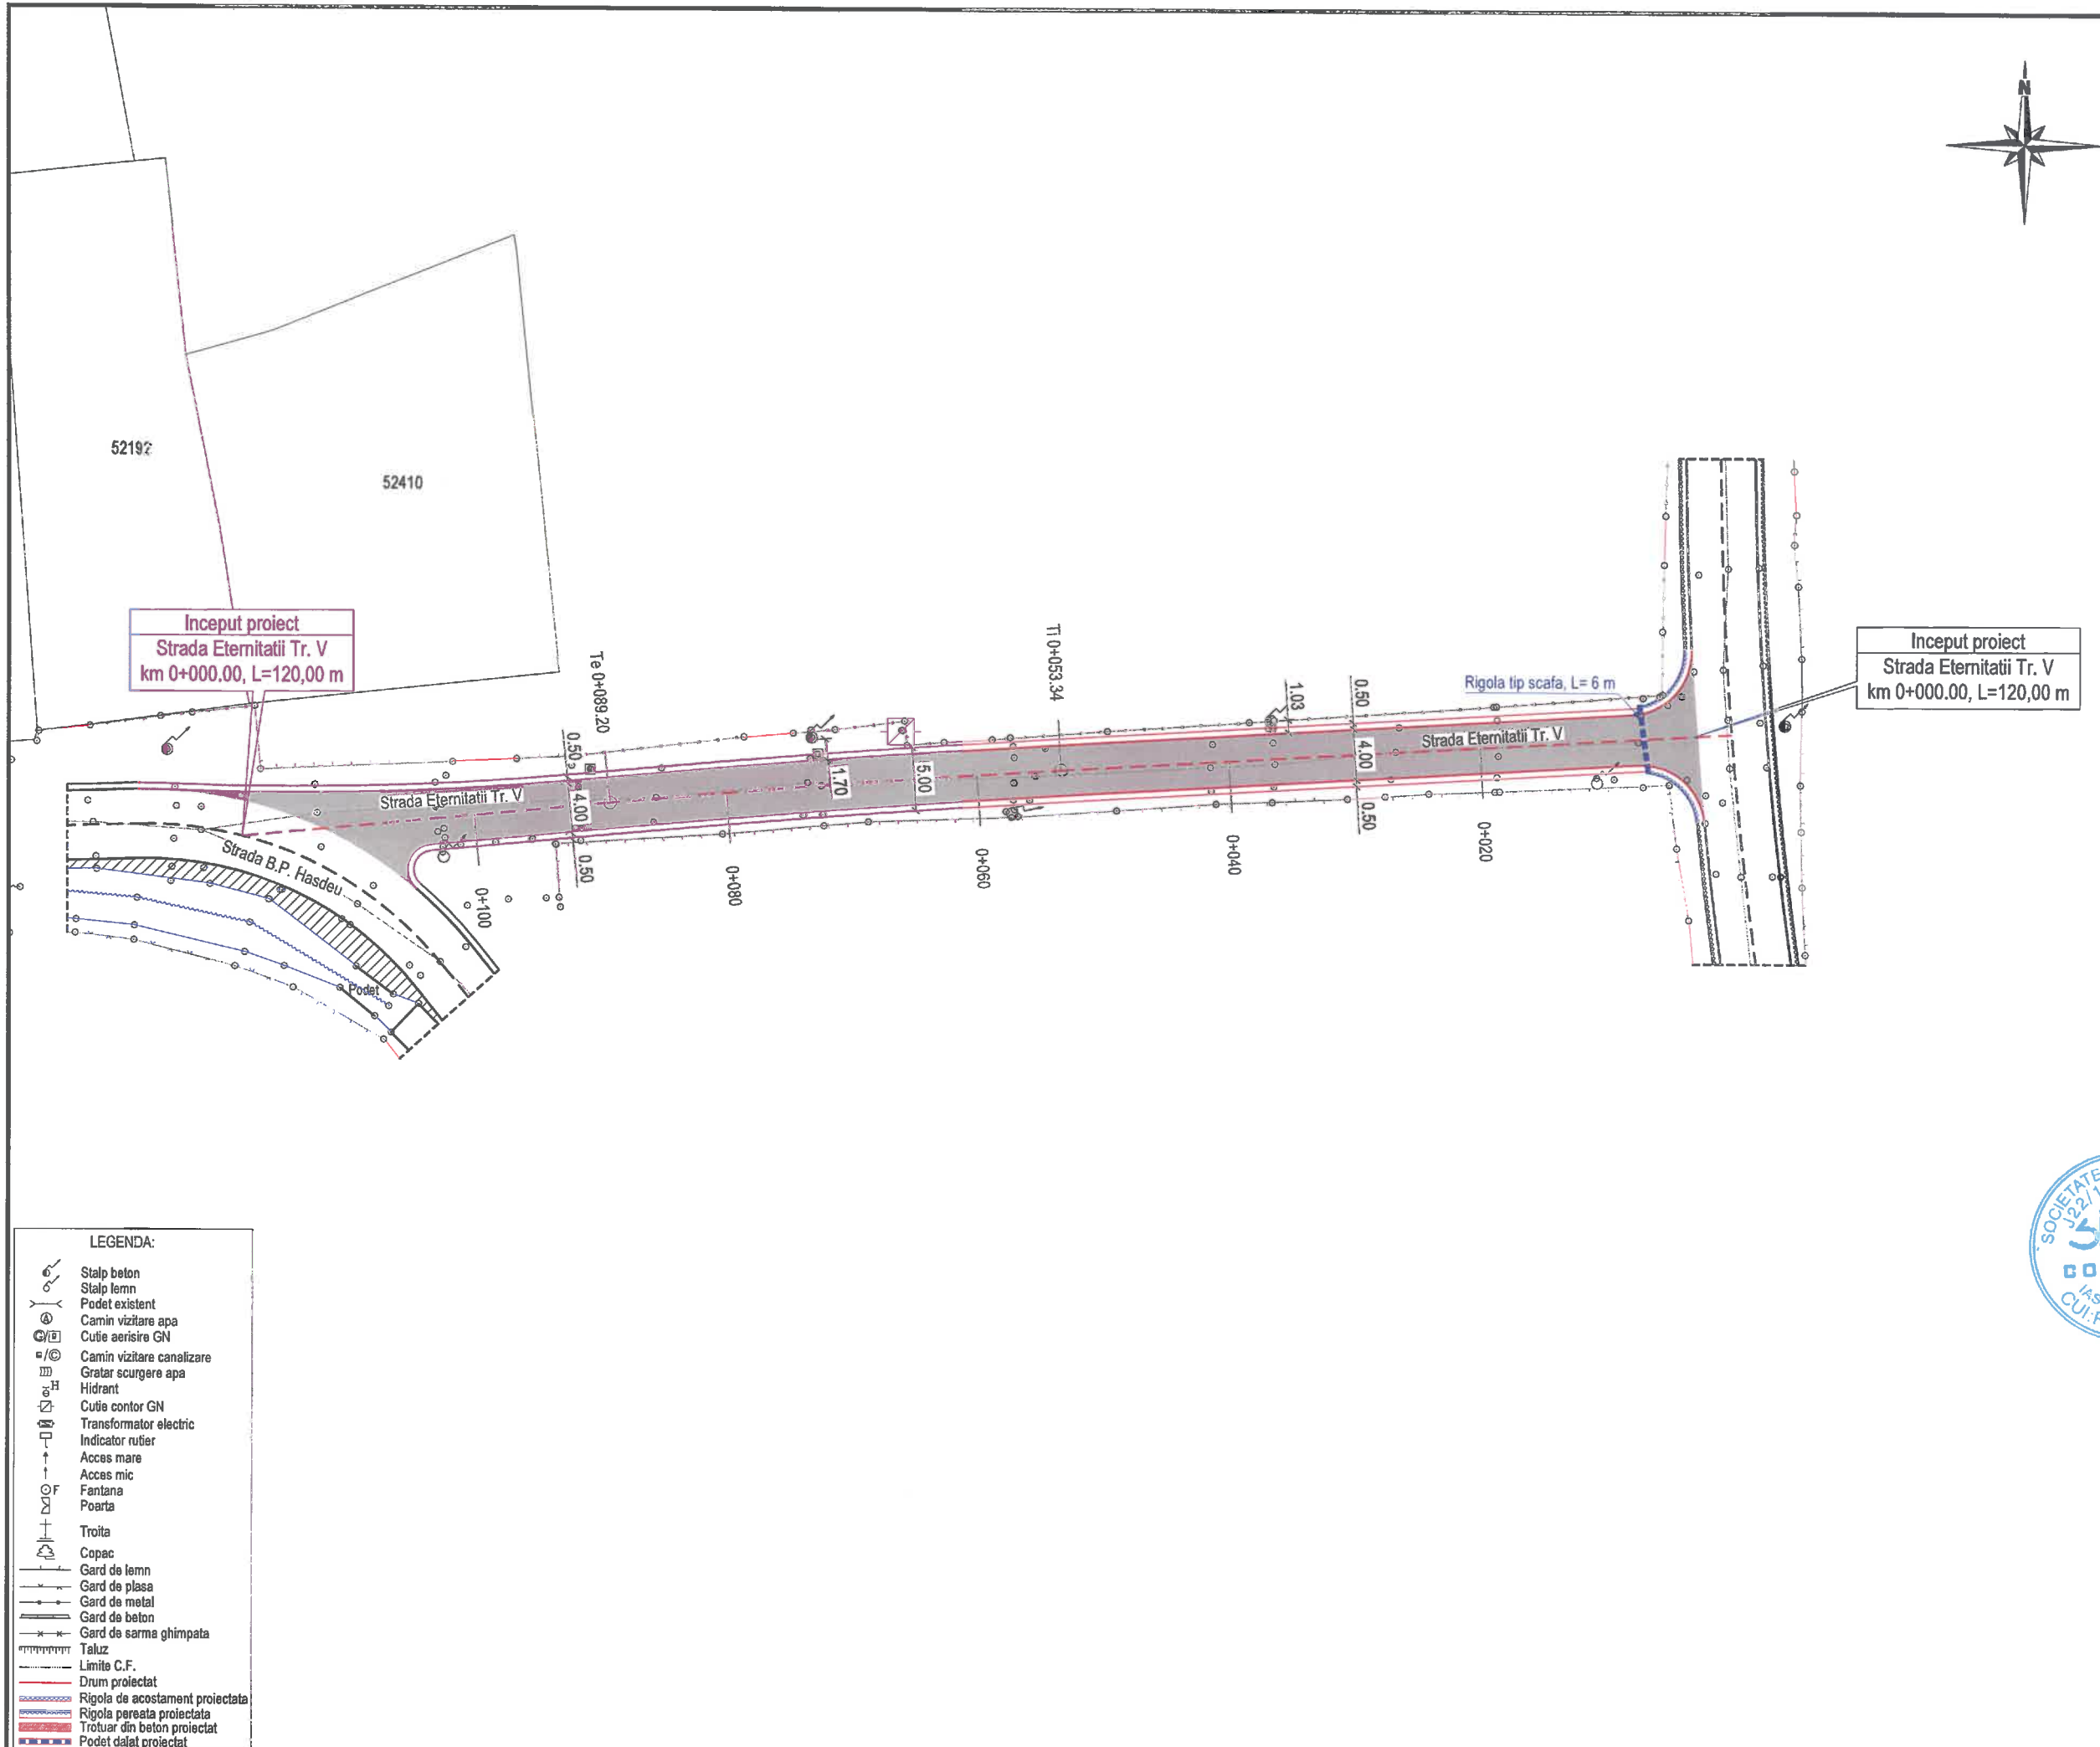 N
52192
52410
Inceput proiect
Strada Eternitatii Tr. V
km 0+000.00, L=120,00 m
Inceput proiect
Strada Eternitatii Tr. V
km 0+000.00, L=120,00 m
Te 0+089.20
Ti 0+053.34
Rigola tip scafa, L= 6 m
0.50
4.00
0.50
1.70
5.00
1.03
0.50
4.00
0.50
Strada Eternitatii Tr. V
Strada Eternitatii Tr. V
Strada B.P. Hasdeu
Podet
0+100
0+080
0+060
0+040
0+020
SOCIETATE
J22/1
CO
IAS
CUI:R
LEGENDA:
Stalp beton
Stalp lemn
Podet existent
A Camin vizitare apa
G/ Cutie aerisire GN
/C Camin vizitare canalizare
Gratar scurgere apa
H Hidrant
Cutie contor GN
Transformator electric
Indicator rutier
Acces mare
Acces mic
F Fantana
Poarta
Troita
Copac
Gard de lemn
Gard de plasa
Gard de metal
Gard de beton
Gard de sarma ghimpata
Taluz
Limite C.F.
Drum proiectat
Rigola de acostament proiectata
Rigola pereata proiectata
Trotuar din beton proiectat
Podet dalat proiectat